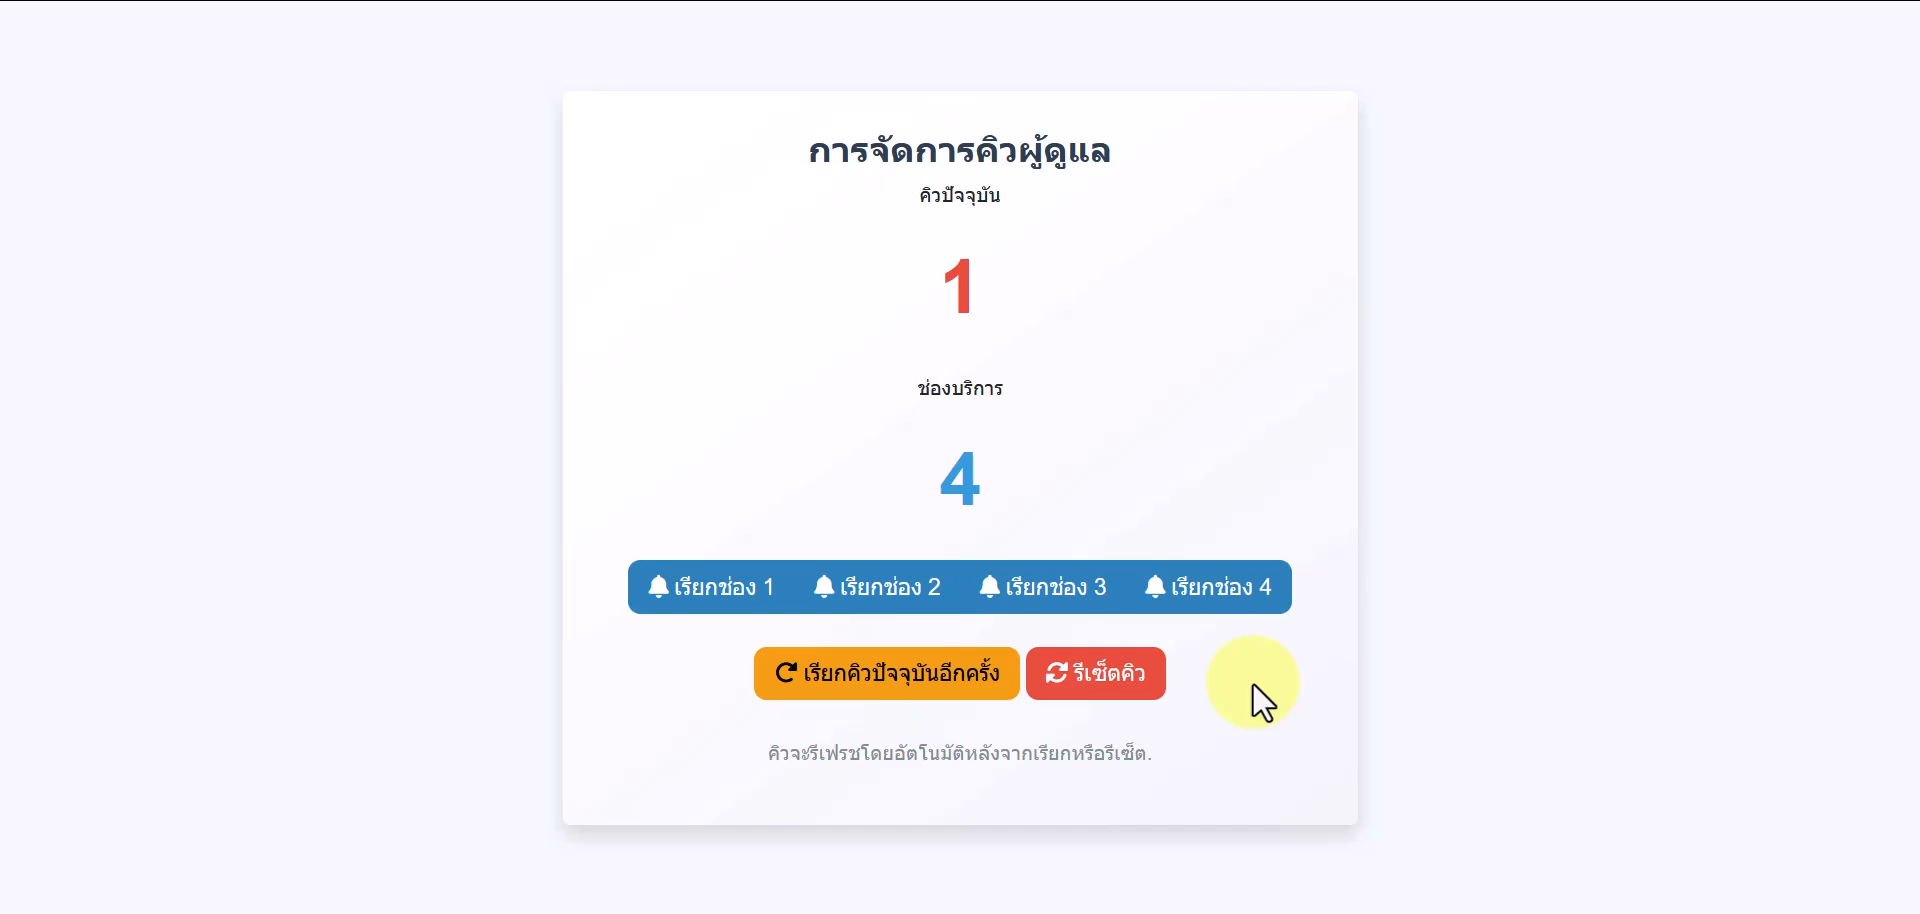 การจัดการคิวผู้ดูแล
คิวปัจจุบัน
1
ช่องบริการ
4
เรียกช่อง 1 เรียกช่อง 2 เรียกช่อง 3 เรียกช่อง 4
เรียกคิวปัจจุบันอีกครั้ง รีเซ็ตคิว
คิวจะรีเฟรชโดยอัตโนมัติหลังจากเรียกหรือรีเซ็ต.